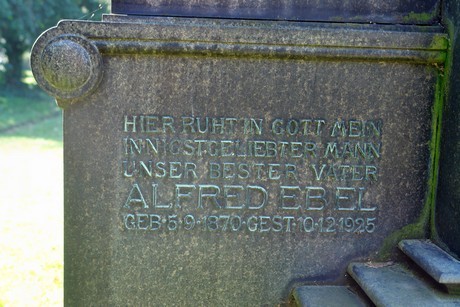 HIER RUHT IN GOTT MEIN
INNIGSTGELIEBTER MANN
UNSER BESTER VATER
ALFRED EBEL
GEB·5·9·1870·GEST·10·12·1925